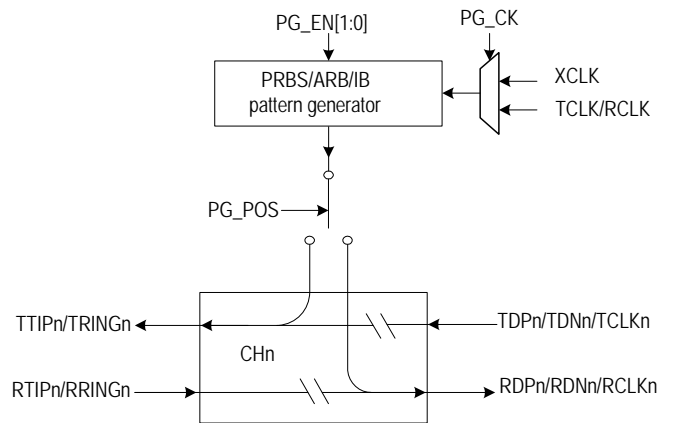 PG_EN[1:0]
PG_CK
PRBS/ARB/IB
pattern generator
XCLK
TCLK/RCLK
PG_POS
TTIPn/TRINGn
TDPn/TDNn/TCLKn
CHn
RTIPn/RRINGn
RDPn/RDNn/RCLKn